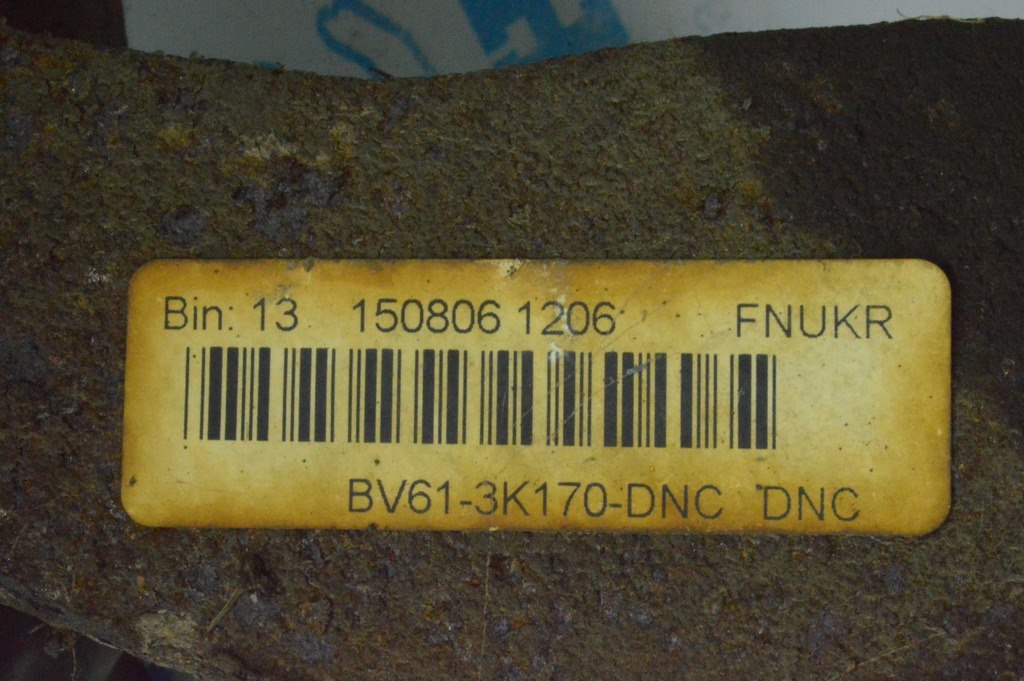 Bin: 13 150806 1206 FNUKR
BV61-3K170-DNC DNC